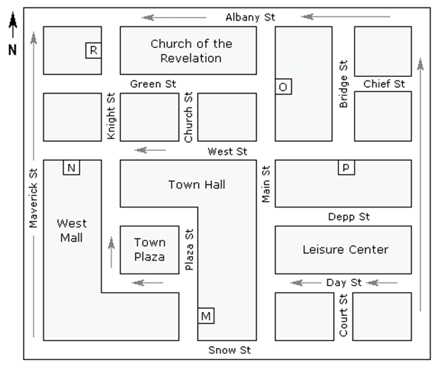 Albany St
N
R
Church of the
Revelation
Green St
Knight St
Church St
O
Bridge St
Chief St
West St
Maverick St
N
Town Hall
Main St
P
West
Mall
Town
Plaza
Plaza St
Depp St
Leisure Center
Day St
M
Court St
Snow St